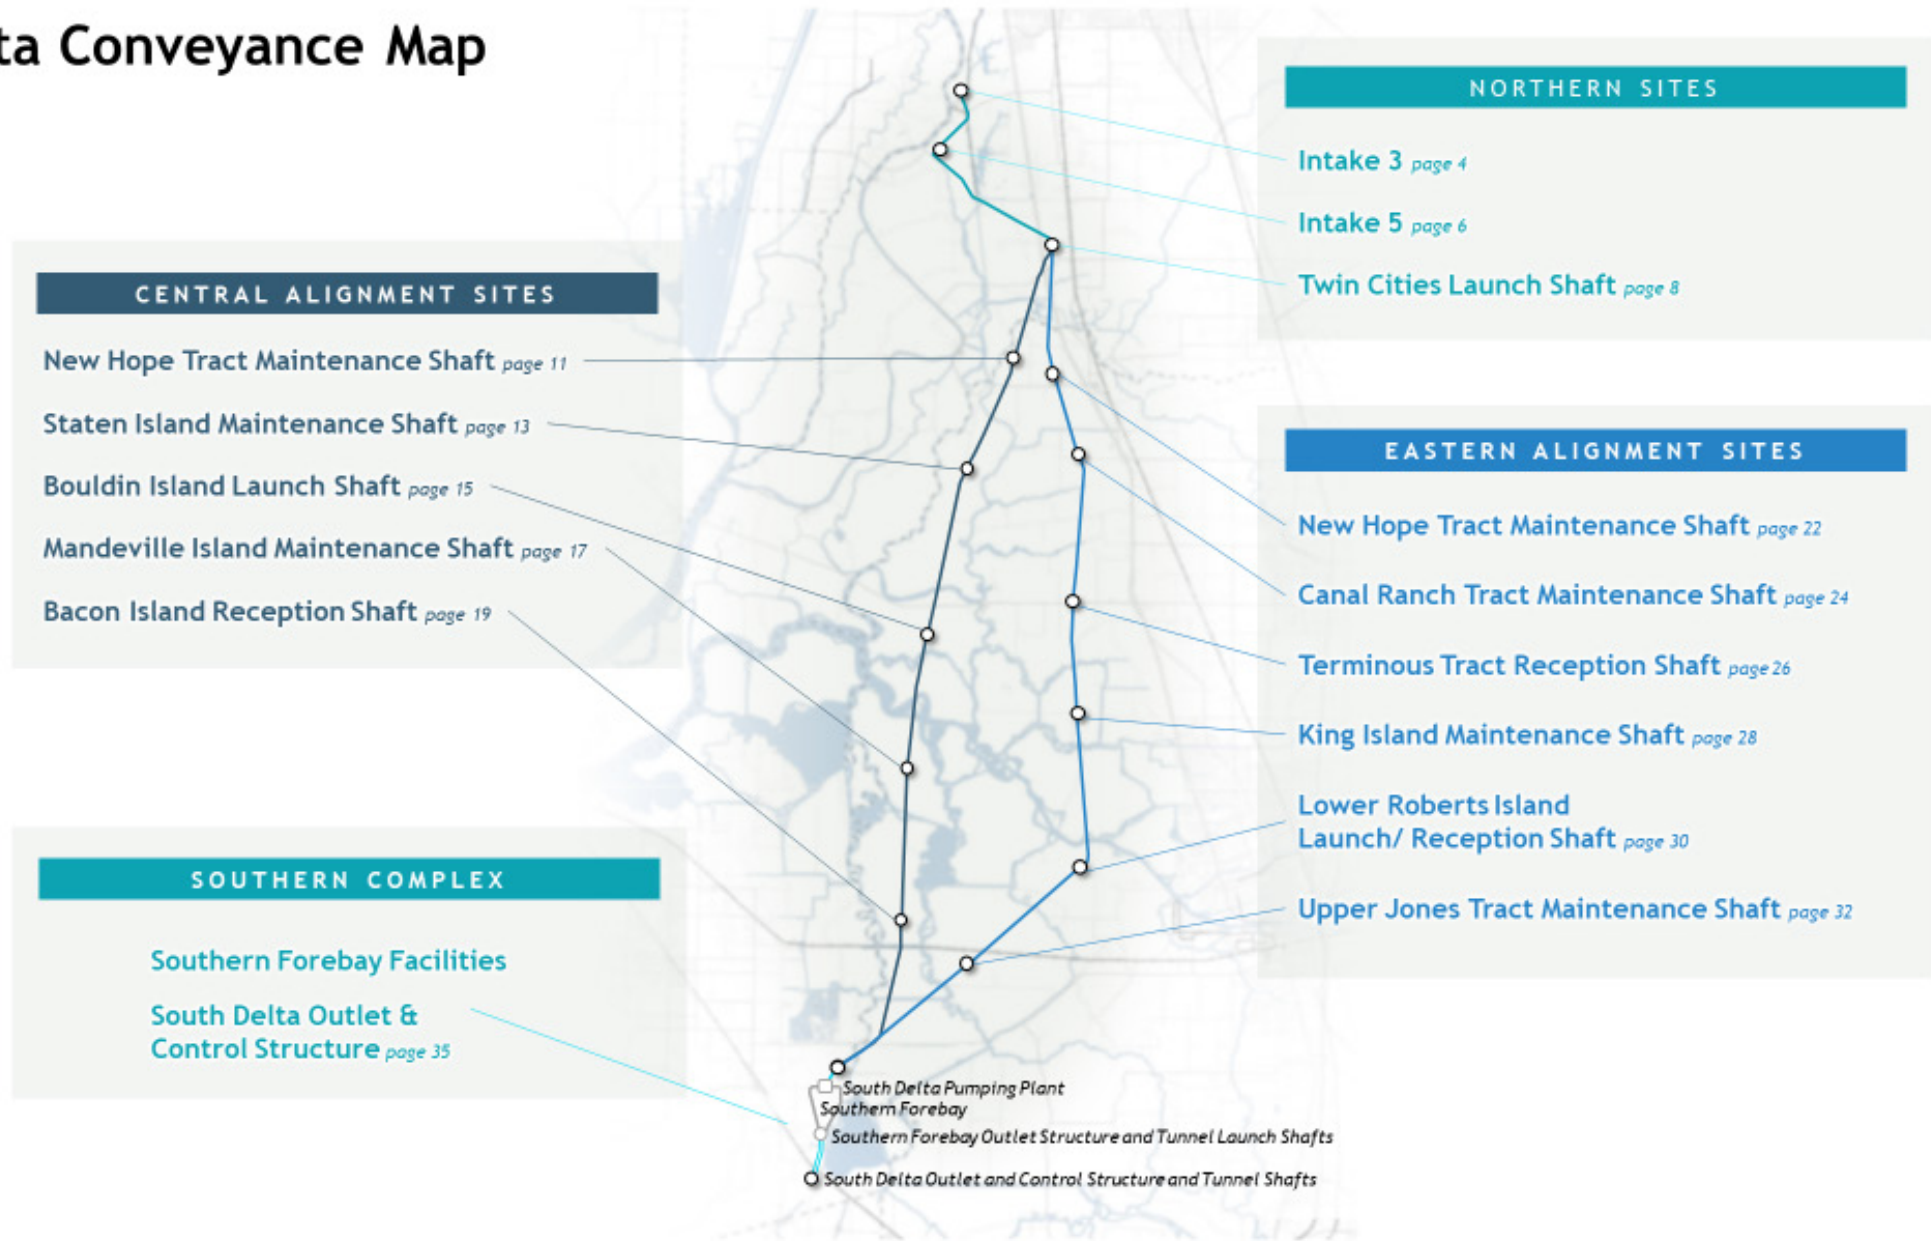 ta Conveyance Map
NORTHERN SITES
Intake 3 page 4
Intake 5 page 6
Twin Cities Launch Shaft page 8
CENTRAL ALIGNMENT SITES
New Hope Tract Maintenance Shaft page 11
Staten Island Maintenance Shaft page 13
Bouldin Island Launch Shaft page 15
Mandeville Island Maintenance Shaft page 17
Bacon Island Reception Shaft page 19
EASTERN ALIGNMENT SITES
New Hope Tract Maintenance Shaft page 22
Canal Ranch Tract Maintenance Shaft page 24
Terminous Tract Reception Shaft page 26
King Island Maintenance Shaft page 28
Lower Roberts Island
Launch/ Reception Shaft page 30
Upper Jones Tract Maintenance Shaft page 32
SOUTHERN COMPLEX
Southern Forebay Facilities
South Delta Outlet &
Control Structure page 35
South Delta Pumping Plant
Southern Forebay
Southern Forebay Outlet Structure and Tunnel Launch Shafts
South Delta Outlet and Control Structure and Tunnel Shafts